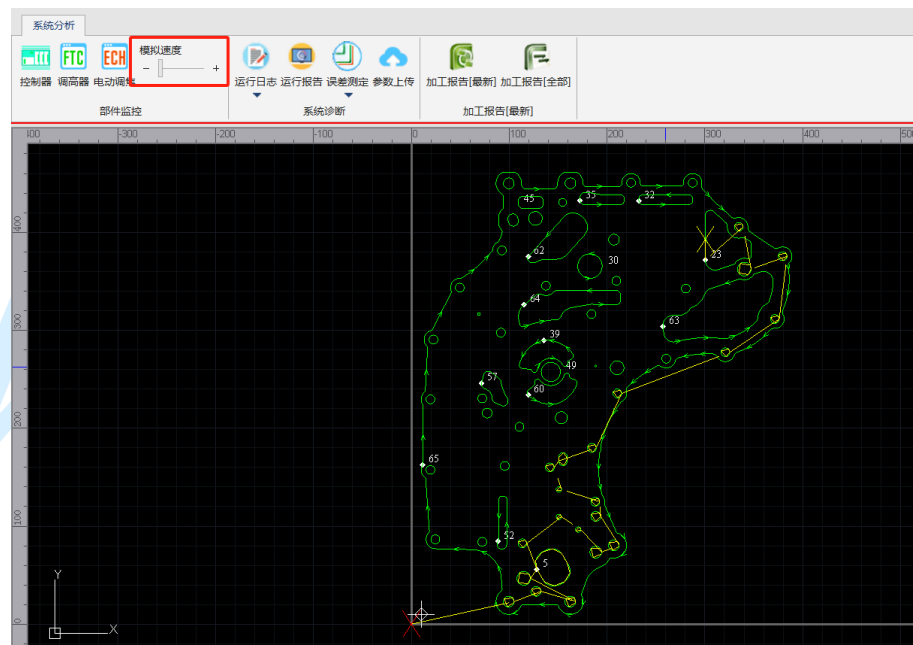 系统分析
FTC ECH 模拟速度
- +
控制器 调高器 电动调焦 运行日志 运行报告 误差测定 参数上传 加工报告[最新] 加工报告[全部]
部件监控 系统诊断 加工报告[最新]
-300 -200 -100 0 100 200 300 400
400
300
200
100
0
45 35 32
62 30 23
64 63
39
57 49
60
65
52
5
Y
X